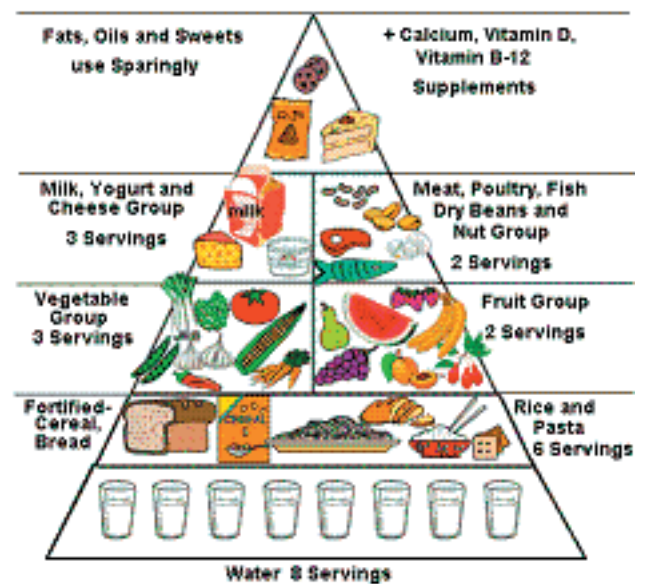 Fats, Oils and Sweets
use Sparingly
+ Calcium, Vitamin D,
Vitamin B-12
Supplements
Milk, Yogurt and
Cheese Group
3 Servings
milk
Meat, Poultry, Fish
Dry Beans and
Nut Group
2 Servings
Vegetable
Group
3 Servings
Fruit Group
2 Servings
Fortified-
Cereal,
Bread
Rice and
Pasta
6 Servings
Water 8 Servings